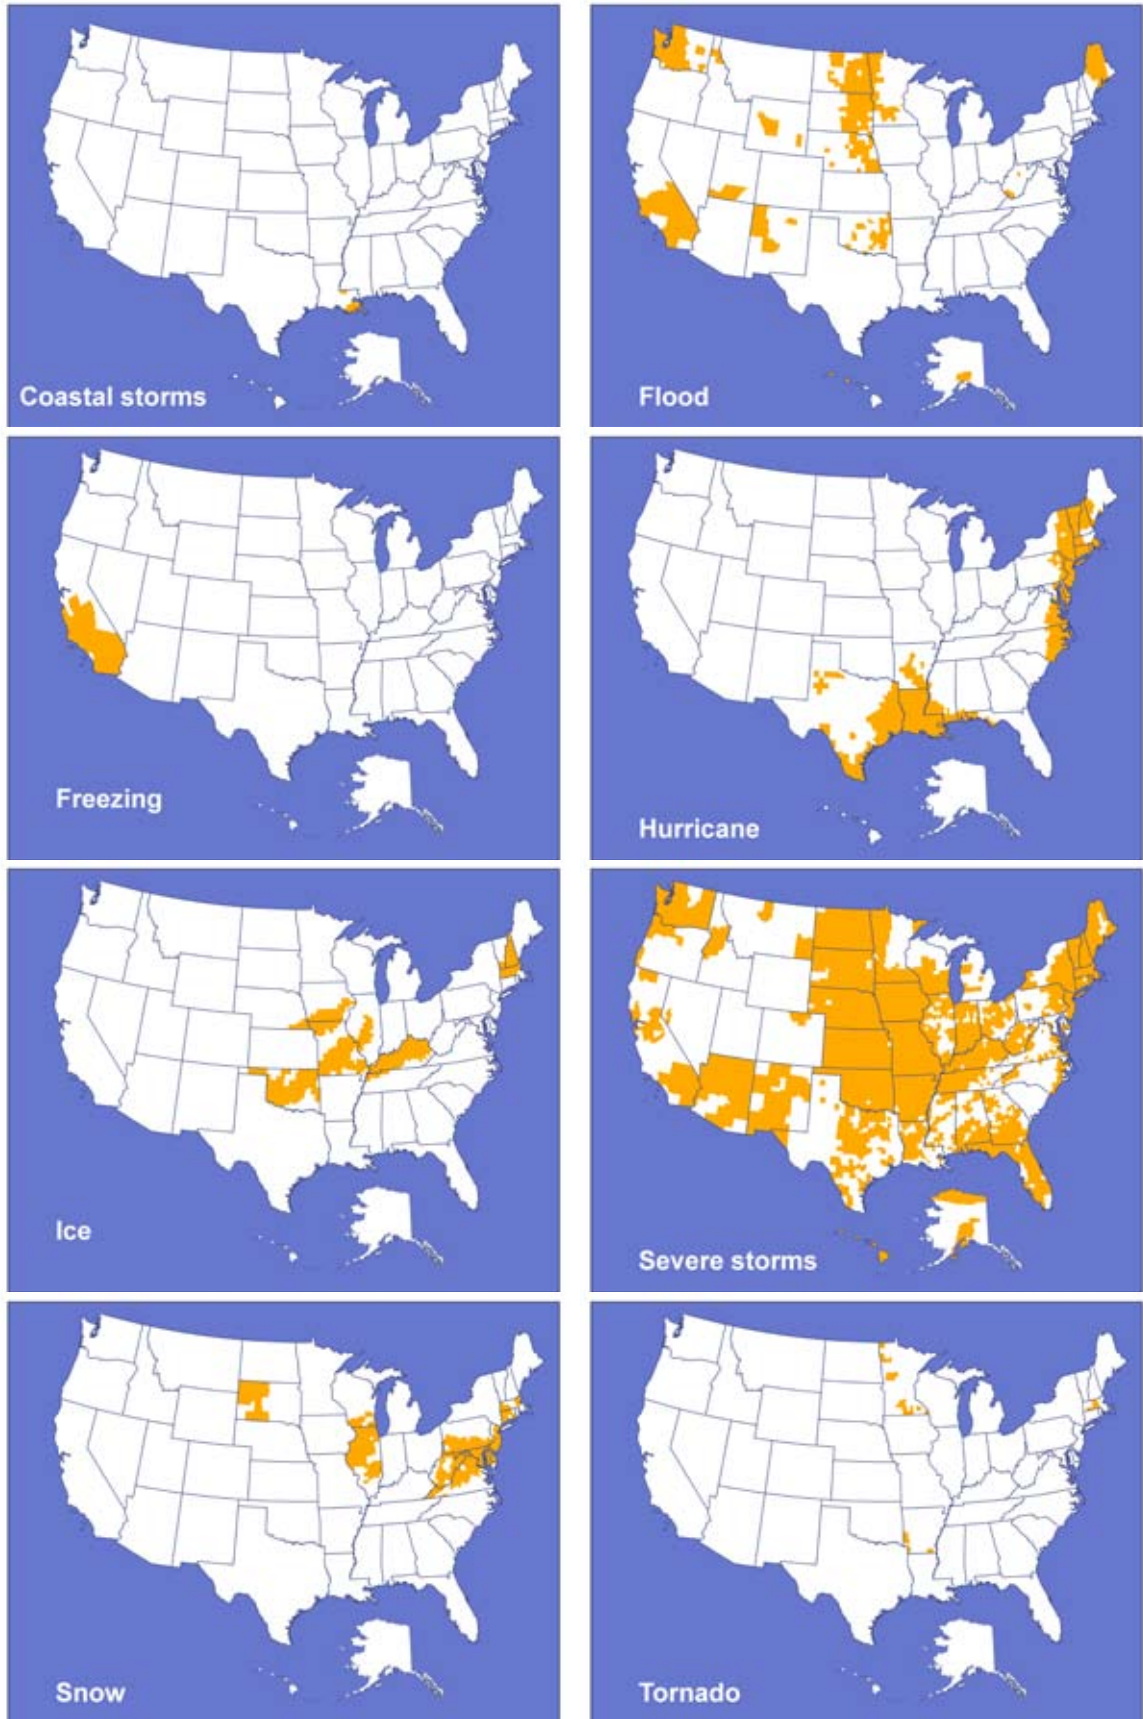 Coastal storms
Flood
Freezing
Hurricane
Ice
Severe storms
Snow
Tornado